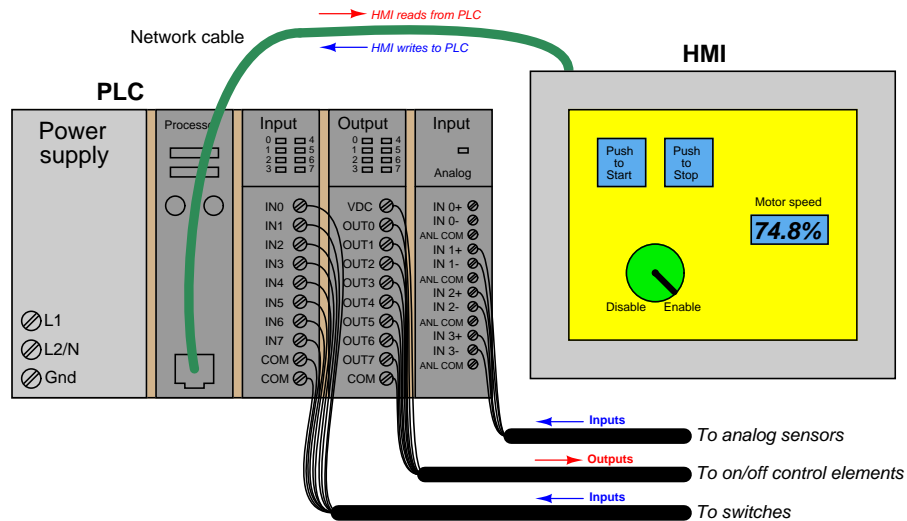 HMI reads from PLC
Network cable
HMI writes to PLC
HMI
PLC
Power
supply
Processor
Input
0 4
1 5
2 6
3 7
IN0
IN1
IN2
IN3
IN4
IN5
IN6
IN7
COM
COM
Output
0 4
1 5
2 6
3 7
VDC
OUT0
OUT1
OUT2
OUT3
OUT4
OUT5
OUT6
OUT7
COM
Input
Analog
IN 0+
IN 0-
ANL COM
IN 1+
IN 1-
ANL COM
IN 2+
IN 2-
ANL COM
IN 3+
IN 3-
ANL COM
L1
L2/N
Gnd
Push
to
Start
Push
to
Stop
Motor speed
74.8%
Disable
Enable
Inputs
To analog sensors
Outputs
To on/off control elements
Inputs
To switches